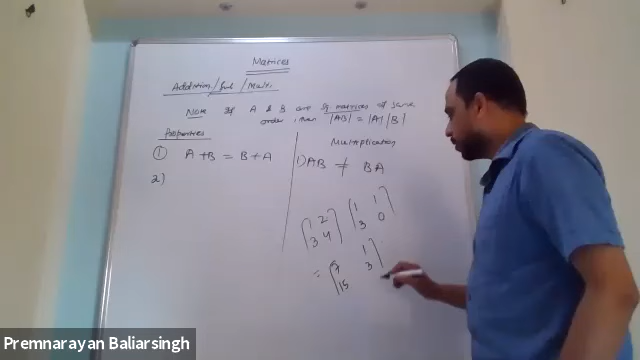 Matrices
Addition / Sub / Multi.
Note If A & B are sq matrices of same
order then |AB| = |A| |B|
Properties
① A + B = B + A
2)
Multiplication
1) AB ≠ BA
[1 2 [1 1
3 4] 3 0]
= [7 1
15 3]
Premnarayan Baliarsingh